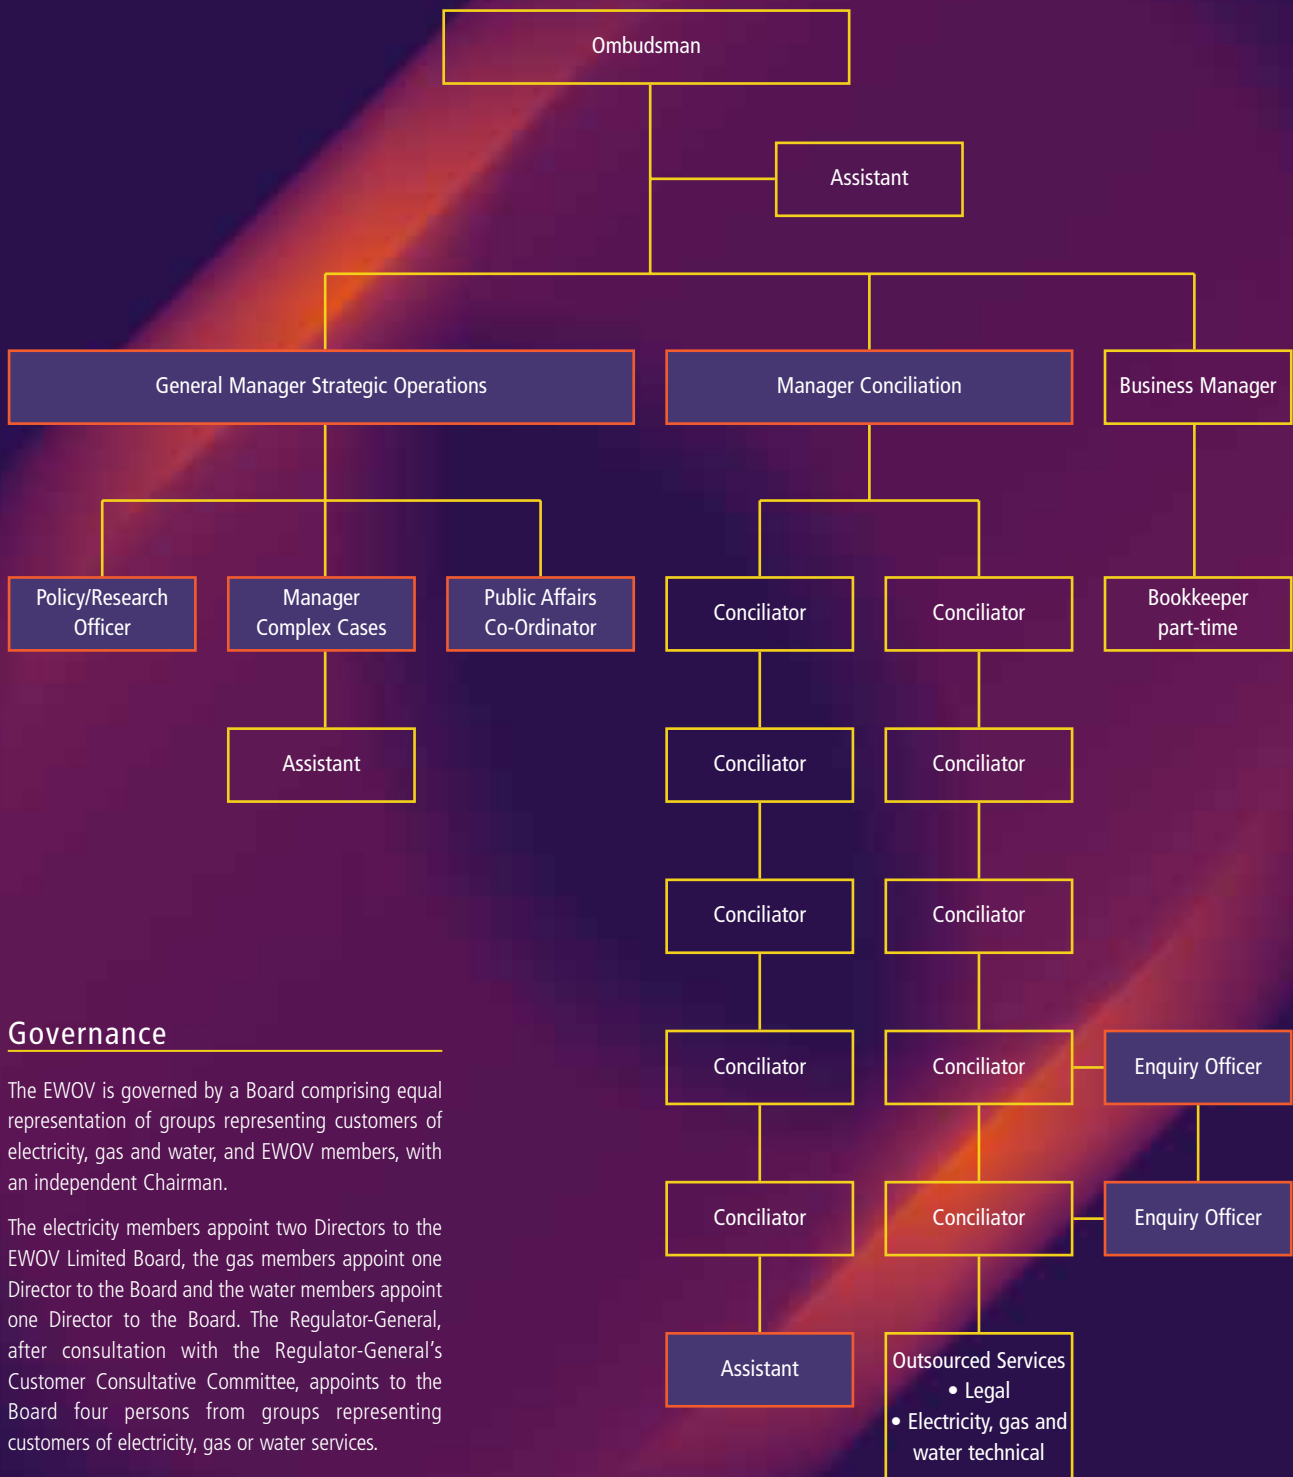 Ombudsman
Assistant
General Manager Strategic Operations
Manager Conciliation
Business Manager
Policy/Research
Officer
Manager
Complex Cases
Public Affairs
Co-Ordinator
Conciliator
Conciliator
Bookkeeper
part-time
Assistant
Conciliator
Conciliator
Conciliator
Conciliator
Conciliator
Conciliator
Enquiry Officer
Conciliator
Conciliator
Enquiry Officer
Assistant
Outsourced Services
• Legal
• Electricity, gas and
water technical
Governance
The EWOV is governed by a Board comprising equal
representation of groups representing customers of
electricity, gas and water, and EWOV members, with
an independent Chairman.
The electricity members appoint two Directors to the
EWOV Limited Board, the gas members appoint one
Director to the Board and the water members appoint
one Director to the Board. The Regulator-General,
after consultation with the Regulator-General's
Customer Consultative Committee, appoints to the
Board four persons from groups representing
customers of electricity, gas or water services.